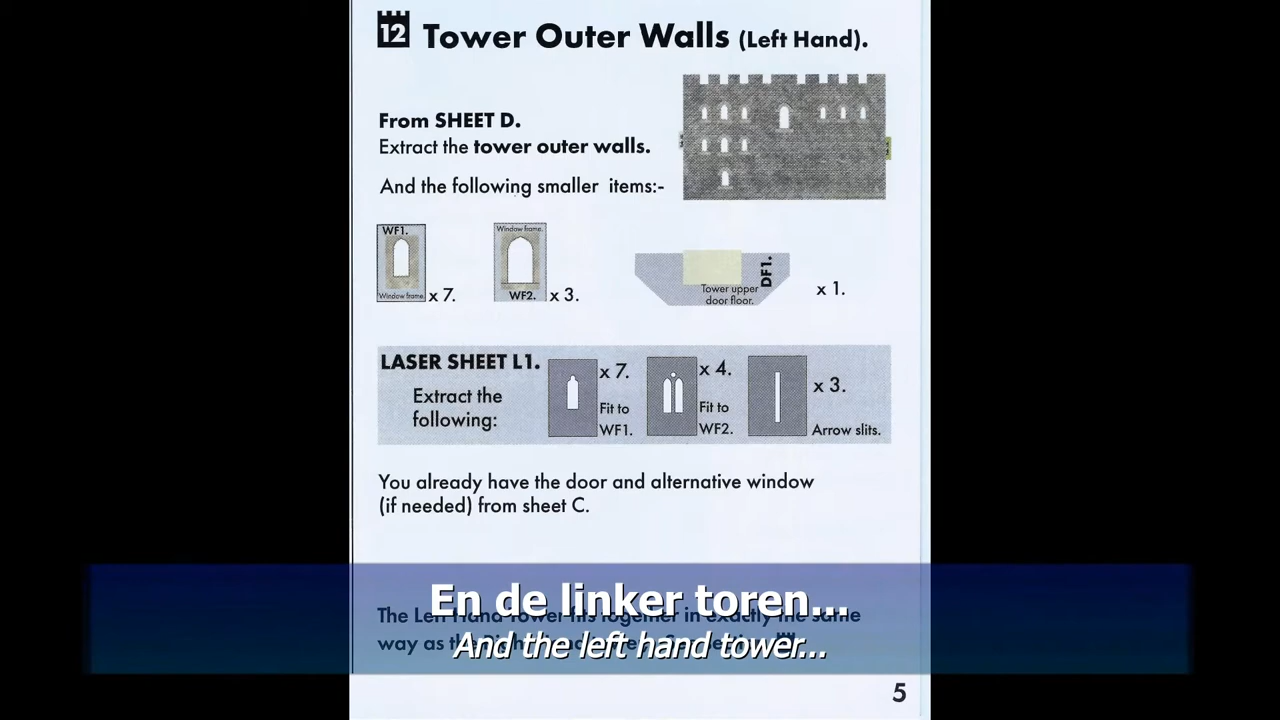 12 Tower Outer Walls (Left Hand).
From SHEET D.
Extract the tower outer walls.
And the following smaller items:-
WF1.
Window frame.
x 7.
Window frame.
WF2.
x 3.
DF1.
Tower upper
door floor.
x 1.
LASER SHEET L1.
Extract the
following:
x 7.
Fit to
WF1.
x 4.
Fit to
WF2.
x 3.
Arrow slits.
You already have the door and alternative window
(if needed) from sheet C.
The Left Hand Tower fits together in exactly the same
way as
En de linker toren...
And the left hand tower...
5